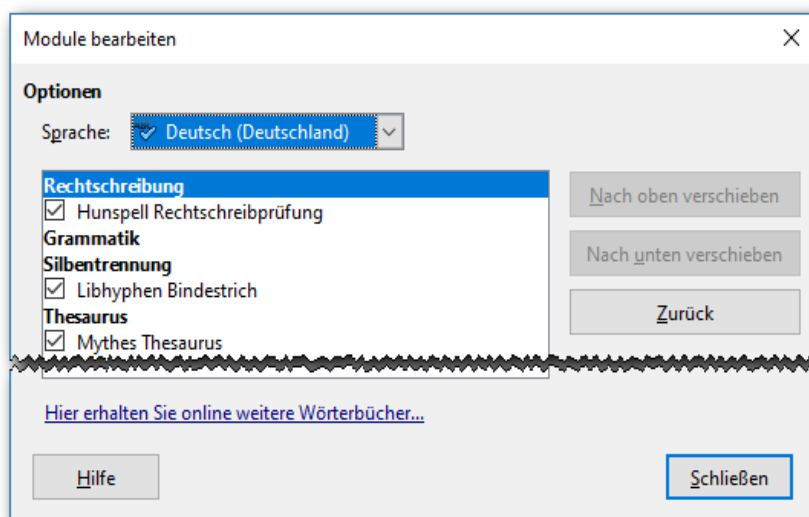 Module bearbeiten
Optionen
Sprache: Deutsch (Deutschland)
Rechtschreibung
Hunspell Rechtschreibprüfung
Grammatik
Silbentrennung
Libhyphen Bindestrich
Thesaurus
Mythes Thesaurus
Nach oben verschieben
Nach unten verschieben
Zurück
Hier erhalten Sie online weitere Wörterbücher...
Hilfe
Schließen